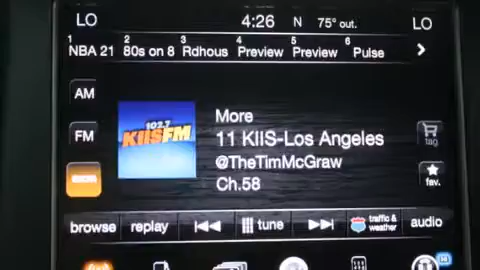 LO 4:26 N 75° out. LO
1 2 3 4 5 6
NBA 21 80s on 8 Rdhous Preview Preview Pulse
AM
FM
102.7
KIISFM
More
11 KIIS-Los Angeles
@TheTimMcGraw
Ch.58
tag
fav.
browse replay tune traffic & weather audio